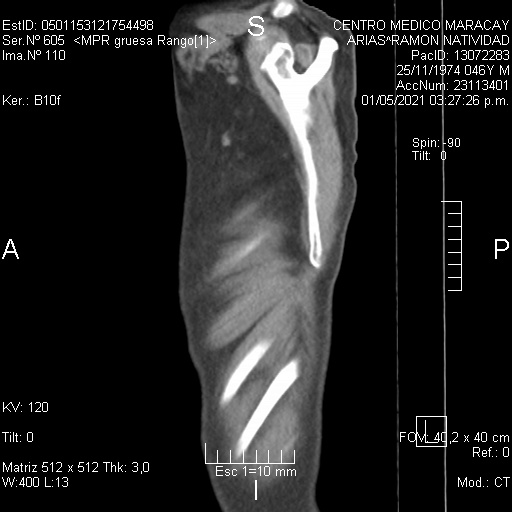 EstID: 0501153121754498
Ser.Nº 605 <MPR gruesa Rango[1]>
Ima.Nº 110
Ker.: B10f
S
CENTRO MEDICO MARACAY
ARIAS^RAMON NATIVIDAD
PacID: 13072283
25/11/1974 046Y M
AccNum: 23113401
01/05/2021 03:27:26 p.m.
Spin: -90
Tilt: 0
A
P
KV: 120
Tilt: 0
Matriz 512 x 512 Thk: 3,0
W:400 L:13
Esc 1=10 mm
I
FOV: 40,2 x 40 cm
Ref.: 0
Mod.: CT